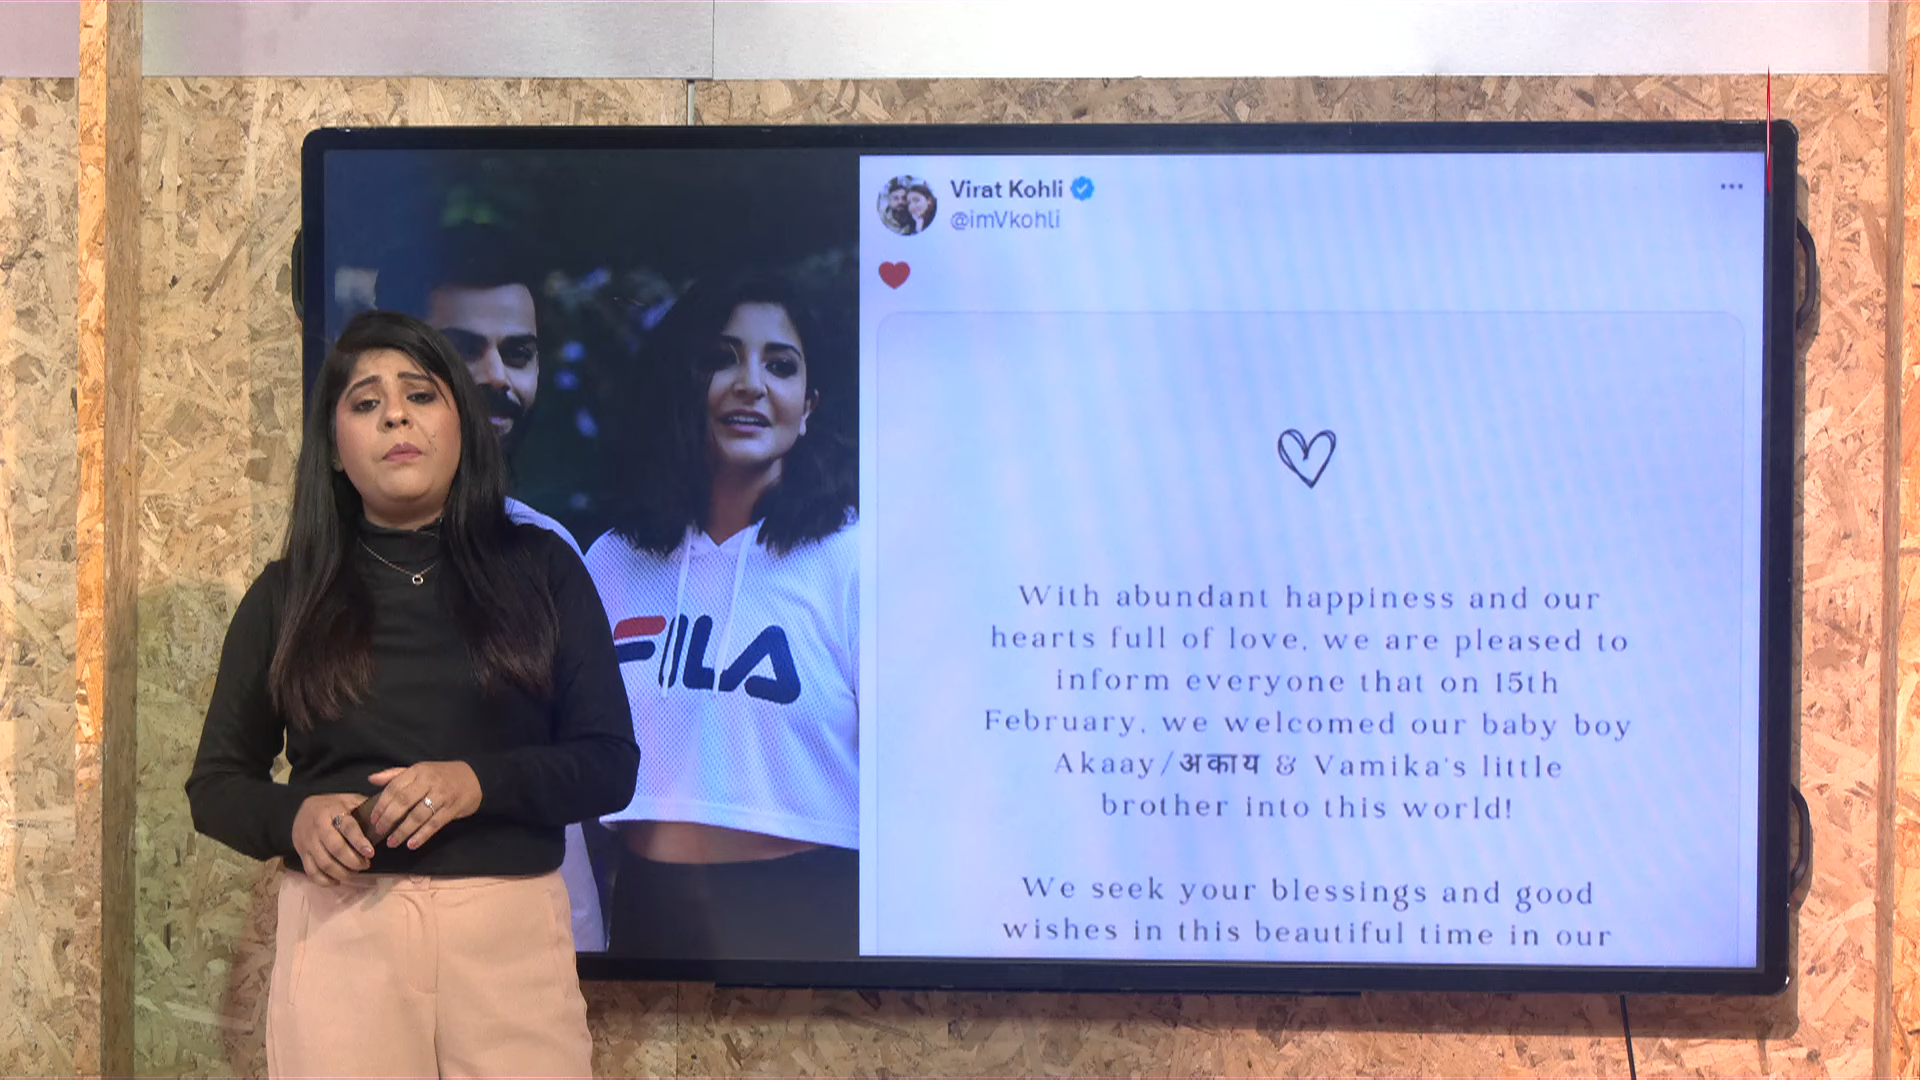 Virat Kohli
@imVkohli
With abundant happiness and our
hearts full of love, we are pleased to
inform everyone that on 15th
February, we welcomed our baby boy
Akaay/अकाय & Vamika's little
brother into this world!
We seek your blessings and good
wishes in this beautiful time in our
FILA